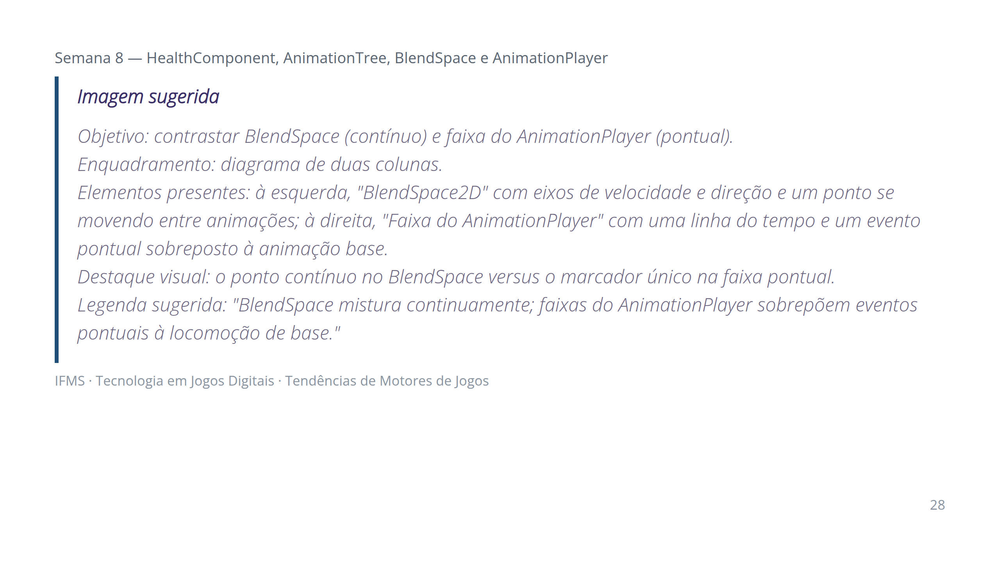 Semana 8 — HealthComponent, AnimationTree, BlendSpace e AnimationPlayer
Imagem sugerida
Objetivo: contrastar BlendSpace (contínuo) e faixa do AnimationPlayer (pontual).
Enquadramento: diagrama de duas colunas.
Elementos presentes: à esquerda, "BlendSpace2D" com eixos de velocidade e direção e um ponto se
movendo entre animações; à direita, "Faixa do AnimationPlayer" com uma linha do tempo e um evento
pontual sobreposto à animação base.
Destaque visual: o ponto contínuo no BlendSpace versus o marcador único na faixa pontual.
Legenda sugerida: "BlendSpace mistura continuamente; faixas do AnimationPlayer sobrepõem eventos
pontuais à locomoção de base."
IFMS · Tecnologia em Jogos Digitais · Tendências de Motores de Jogos
28